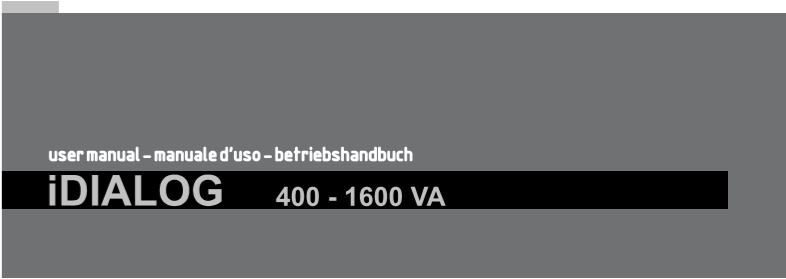 user manual – manuale d'uso – betriebshandbuch
iDIALOG 400 - 1600 VA